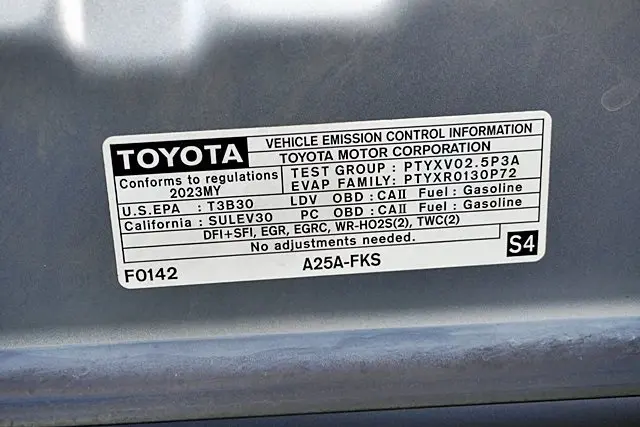 TOYOTA
VEHICLE EMISSION CONTROL INFORMATION
TOYOTA MOTOR CORPORATION
Conforms to regulations
2023MY
TEST GROUP : PTYXV02.5P3A
EVAP FAMILY: PTYXR0130P72
U.S.EPA : T3B30 LDV OBD : CAII Fuel : Gasoline
California : SULEV30 PC OBD : CAII Fuel : Gasoline
DFI+SFI, EGR, EGRC, WR-HO2S(2), TWC(2)
No adjustments needed.
F0142 A25A-FKS S4